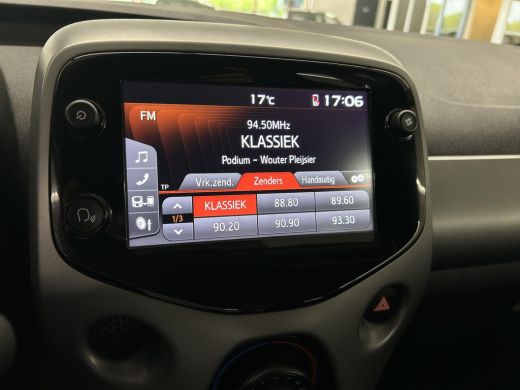 17°C 17:06
FM
94.50MHz
KLASSIEK
Podium - Wouter Pleijsier
TP Vrk.zend. Zenders Handmatig
KLASSIEK 88.80 89.60
1/3
90.20 90.90 93.30